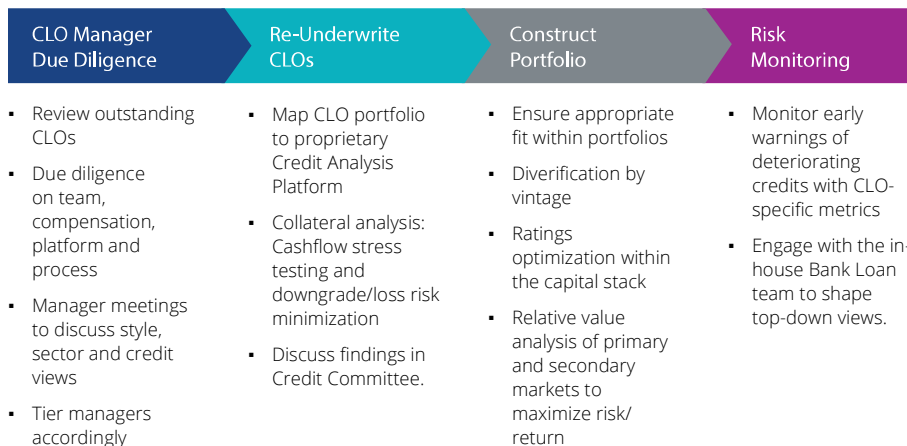 CLO Manager
Due Diligence
Re-Underwrite
CLOs
Construct
Portfolio
Risk
Monitoring
▪ Review outstanding
CLOs
▪ Due diligence
on team,
compensation,
platform and
process
▪ Manager meetings
to discuss style,
sector and credit
views
▪ Tier managers
accordingly
▪ Map CLO portfolio
to proprietary
Credit Analysis
Platform
▪ Collateral analysis:
Cashflow stress
testing and
downgrade/loss risk
minimization
▪ Discuss findings in
Credit Committee.
▪ Ensure appropriate
fit within portfolios
▪ Diverification by
vintage
▪ Ratings
optimization within
the capital stack
▪ Relative value
analysis of primary
and secondary
markets to
maximize risk/
return
▪ Monitor early
warnings of
deteriorating
credits with CLO-
specific metrics
▪ Engage with the in-
house Bank Loan
team to shape
top-down views.